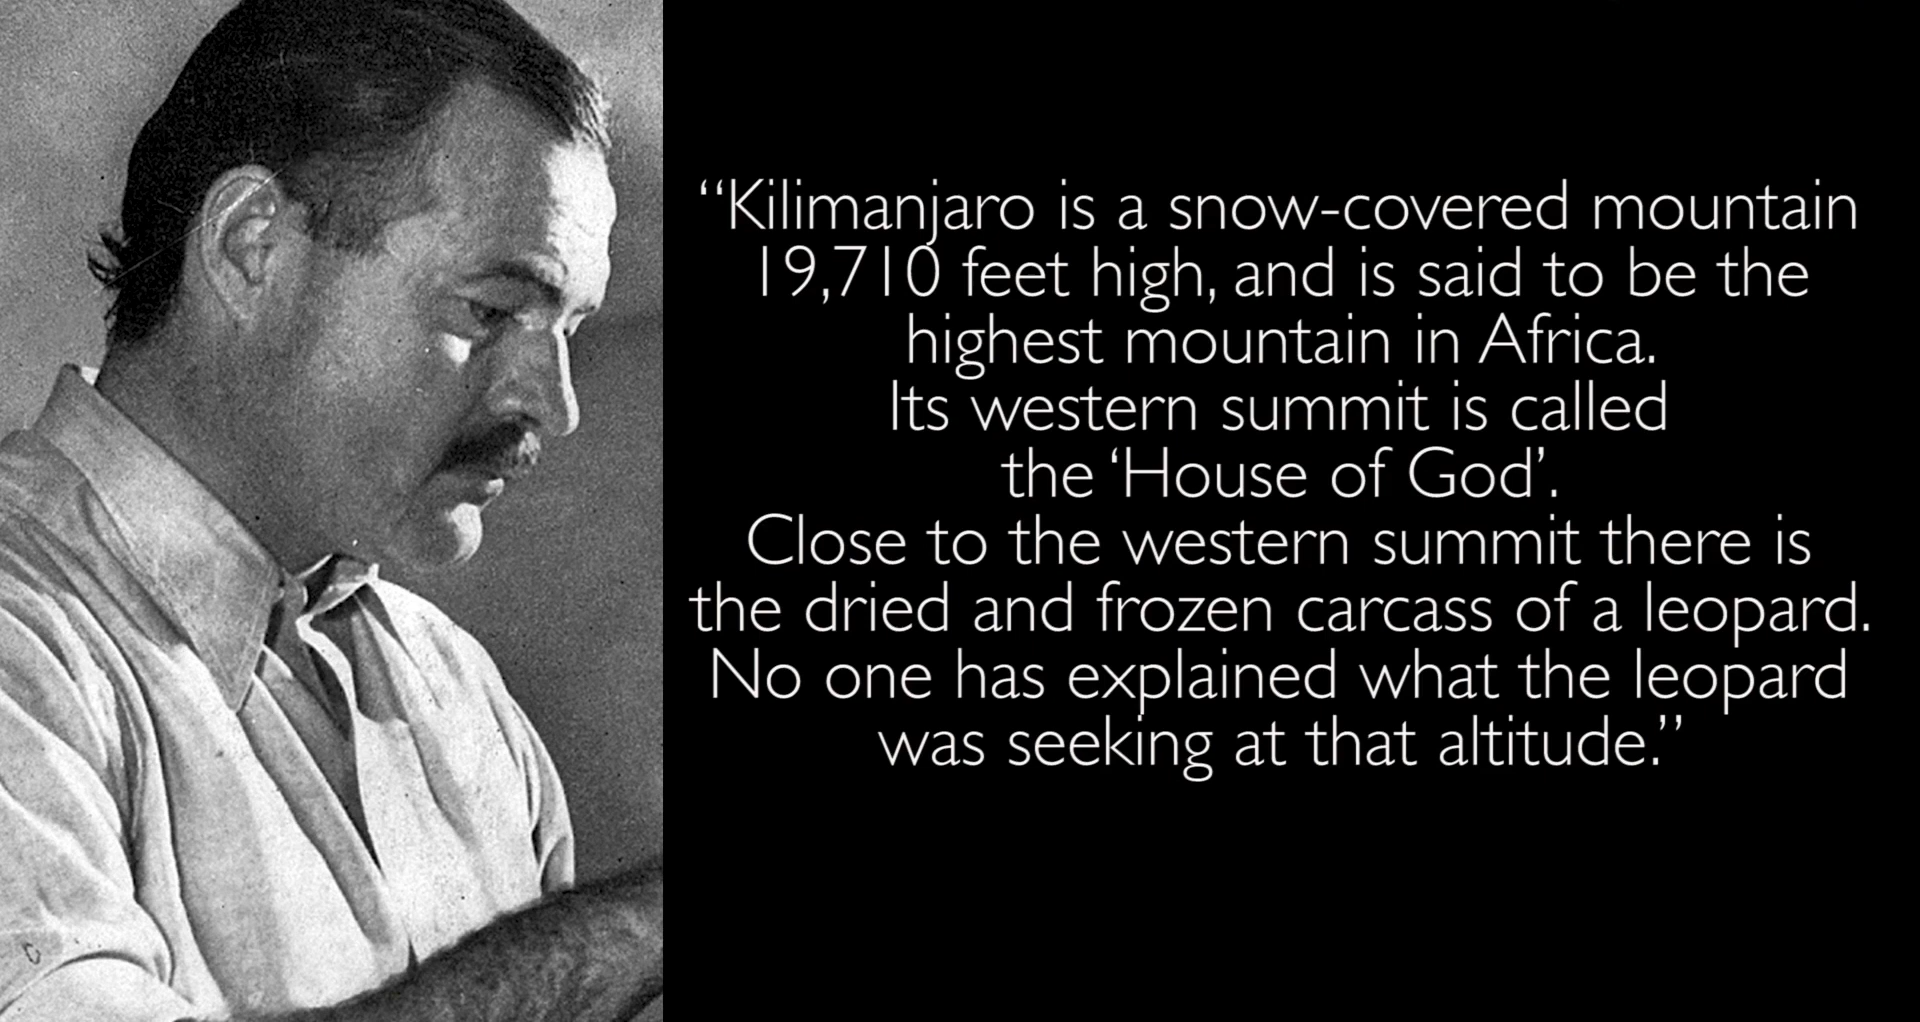 “Kilimanjaro is a snow-covered mountain
19,710 feet high, and is said to be the
highest mountain in Africa.
Its western summit is called
the ‘House of God’.
Close to the western summit there is
the dried and frozen carcass of a leopard.
No one has explained what the leopard
was seeking at that altitude.”